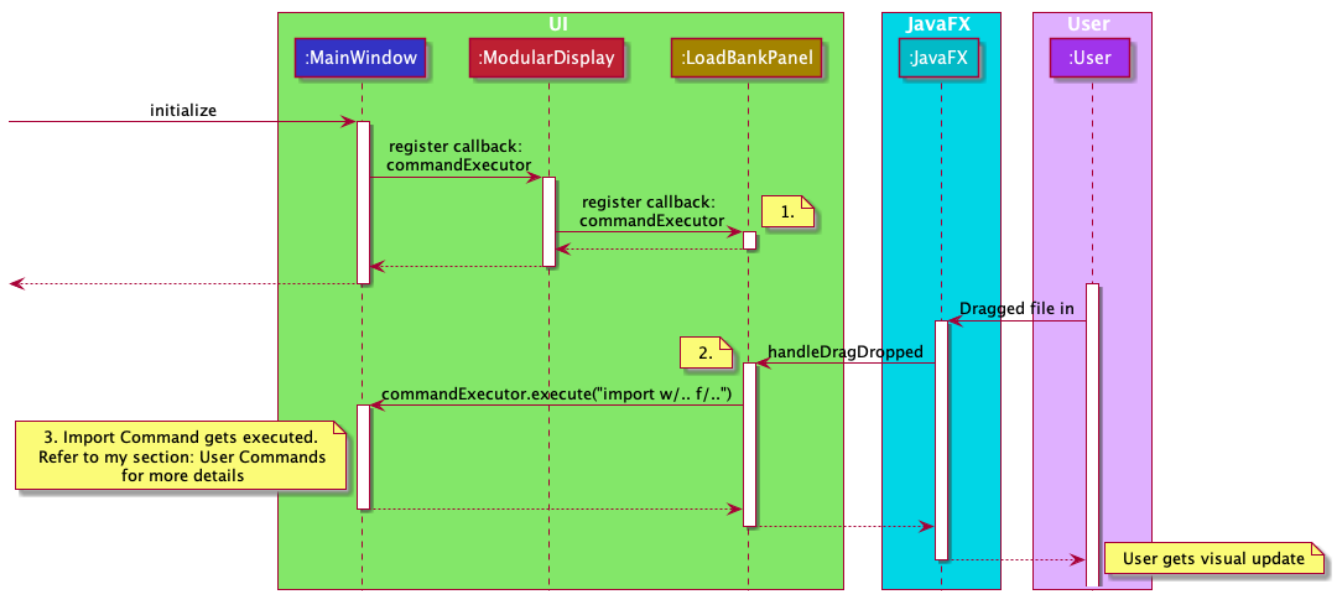 UI
JavaFX
User
:MainWindow
:ModularDisplay
:LoadBankPanel
:JavaFX
:User
initialize
register callback:
commandExecutor
register callback:
commandExecutor
1.
Dragged file in
2.
handleDragDropped
commandExecutor.execute("import w/.. f/..")
3. Import Command gets executed.
Refer to my section: User Commands
for more details
User gets visual update